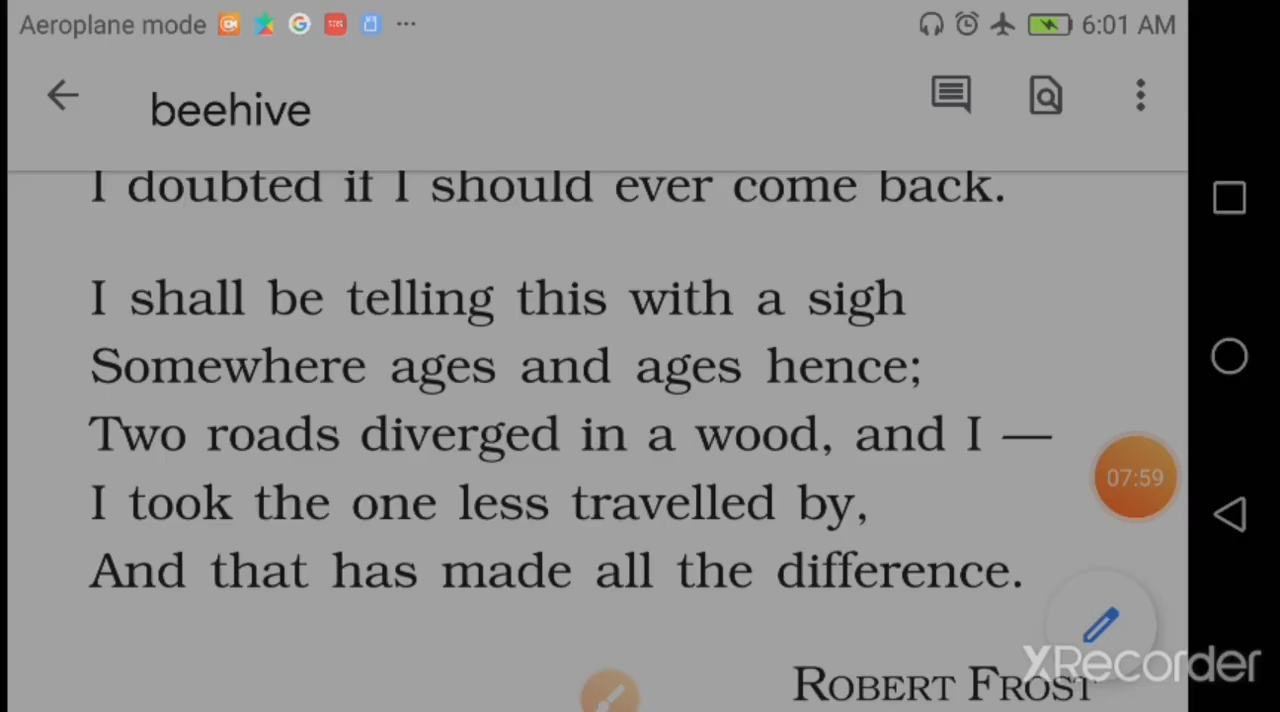 Aeroplane mode
6:01 AM
beehive
I doubted if I should ever come back.
I shall be telling this with a sigh
Somewhere ages and ages hence;
Two roads diverged in a wood, and I —
I took the one less travelled by,
And that has made all the difference.
07:59
ROBERT FROST
XRecorder